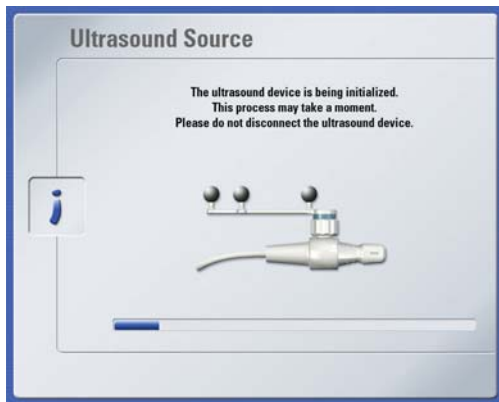 Ultrasound Source
The ultrasound device is being initialized.
This process may take a moment.
Please do not disconnect the ultrasound device.
i